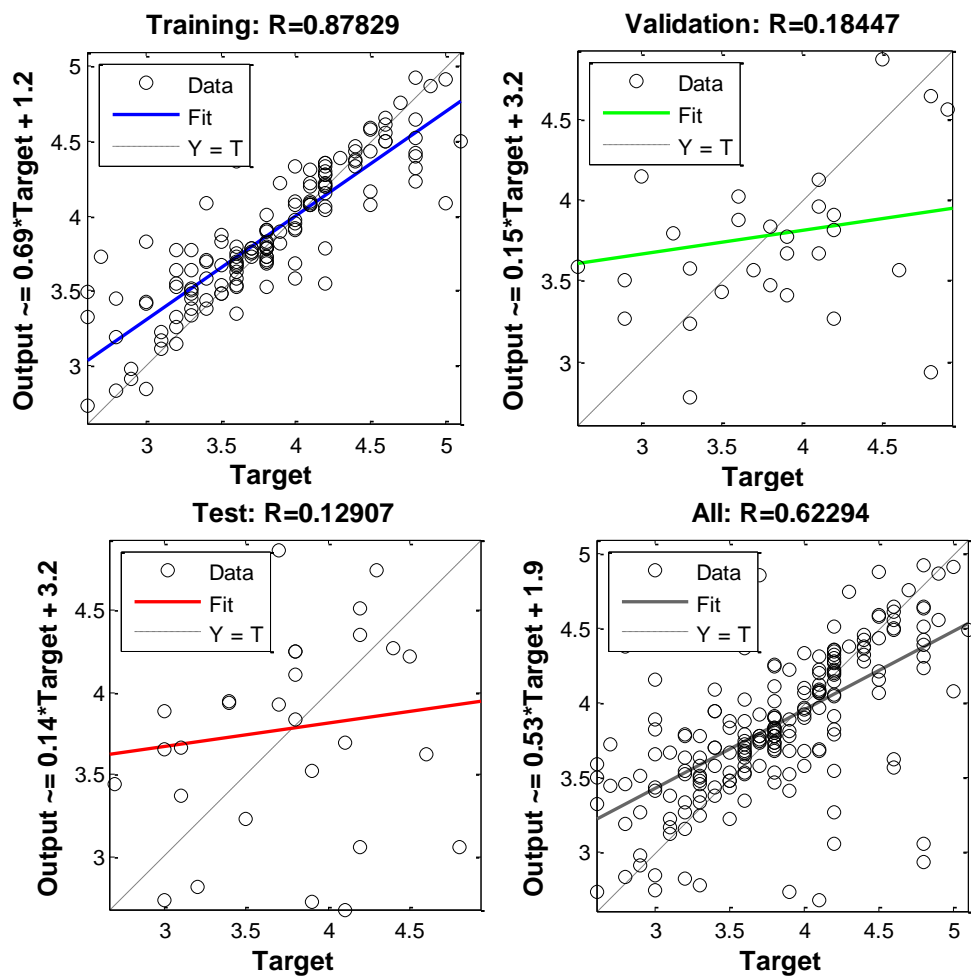 Training: R=0.87829
Output ~= 0.69*Target + 1.2
5
4.5
4
3.5
3
Data
Fit
Y = T
3 3.5 4 4.5 5
Target
Validation: R=0.18447
Output ~= 0.15*Target + 3.2
4.5
4
3.5
3
Data
Fit
Y = T
3 3.5 4 4.5
Target
Test: R=0.12907
Output ~= 0.14*Target + 3.2
4.5
4
3.5
3
Data
Fit
Y = T
3 3.5 4 4.5
Target
All: R=0.62294
Output ~= 0.53*Target + 1.9
5
4.5
4
3.5
3
Data
Fit
Y = T
3 3.5 4 4.5 5
Target